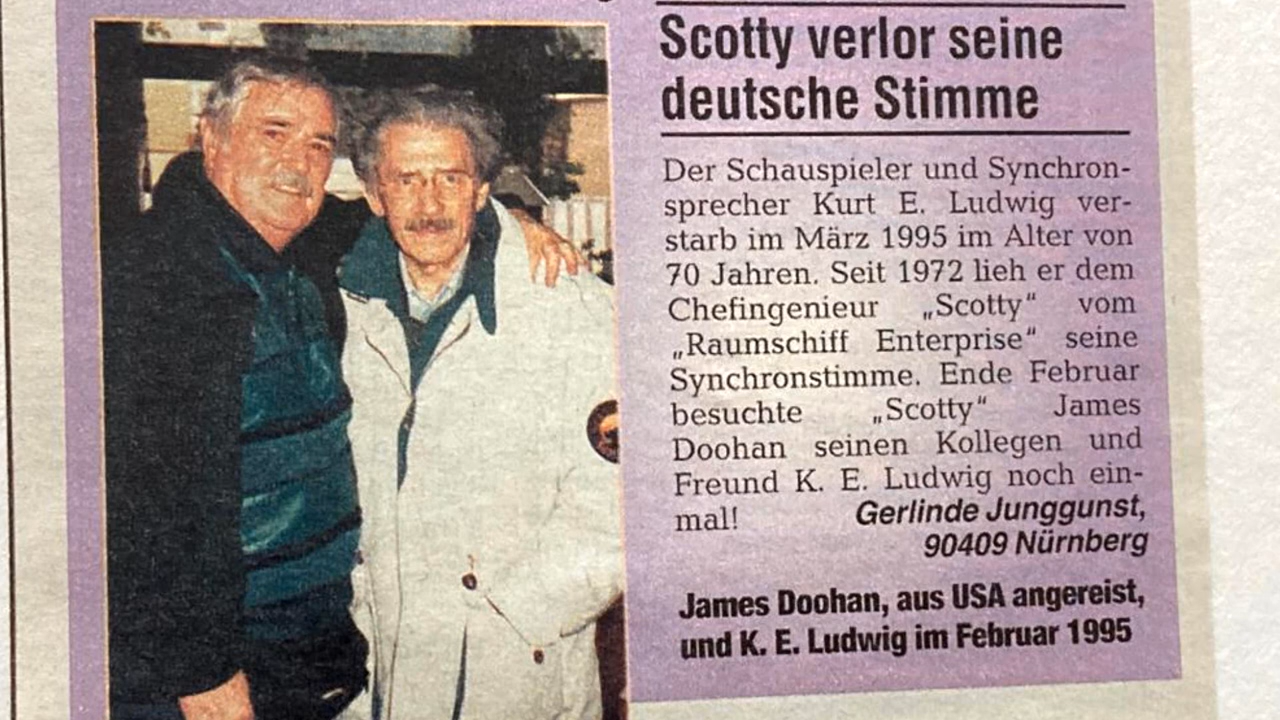 Scotty verlor seine
deutsche Stimme
Der Schauspieler und Synchron-
sprecher Kurt E. Ludwig ver-
starb im März 1995 im Alter von
70 Jahren. Seit 1972 lieh er dem
Chefingenieur „Scotty“ vom
„Raumschiff Enterprise“ seine
Synchronstimme. Ende Februar
besuchte „Scotty“ James
Doohan seinen Kollegen und
Freund K. E. Ludwig noch ein-
mal!
Gerlinde Junggunst,
90409 Nürnberg
James Doohan, aus USA angereist,
und K. E. Ludwig im Februar 1995